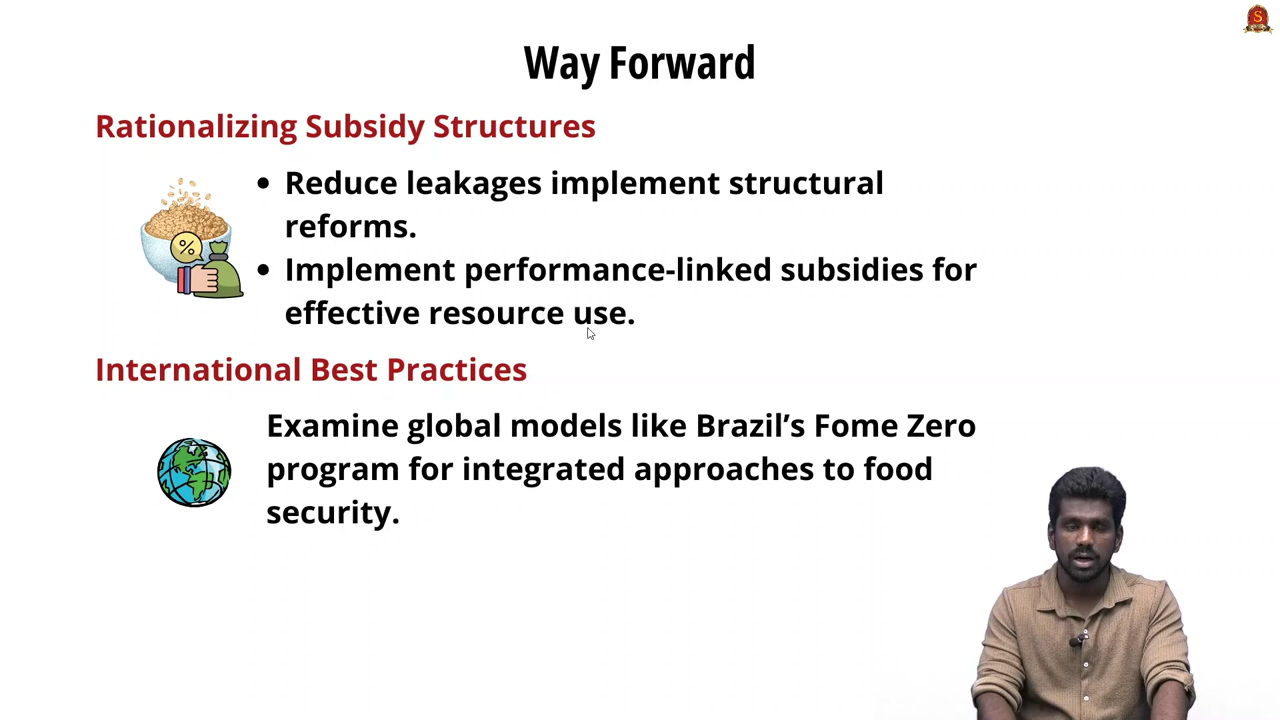 Way Forward
Rationalizing Subsidy Structures
• Reduce leakages implement structural
reforms.
• Implement performance-linked subsidies for
effective resource use.
International Best Practices
Examine global models like Brazil’s Fome Zero
program for integrated approaches to food
security.
S
%